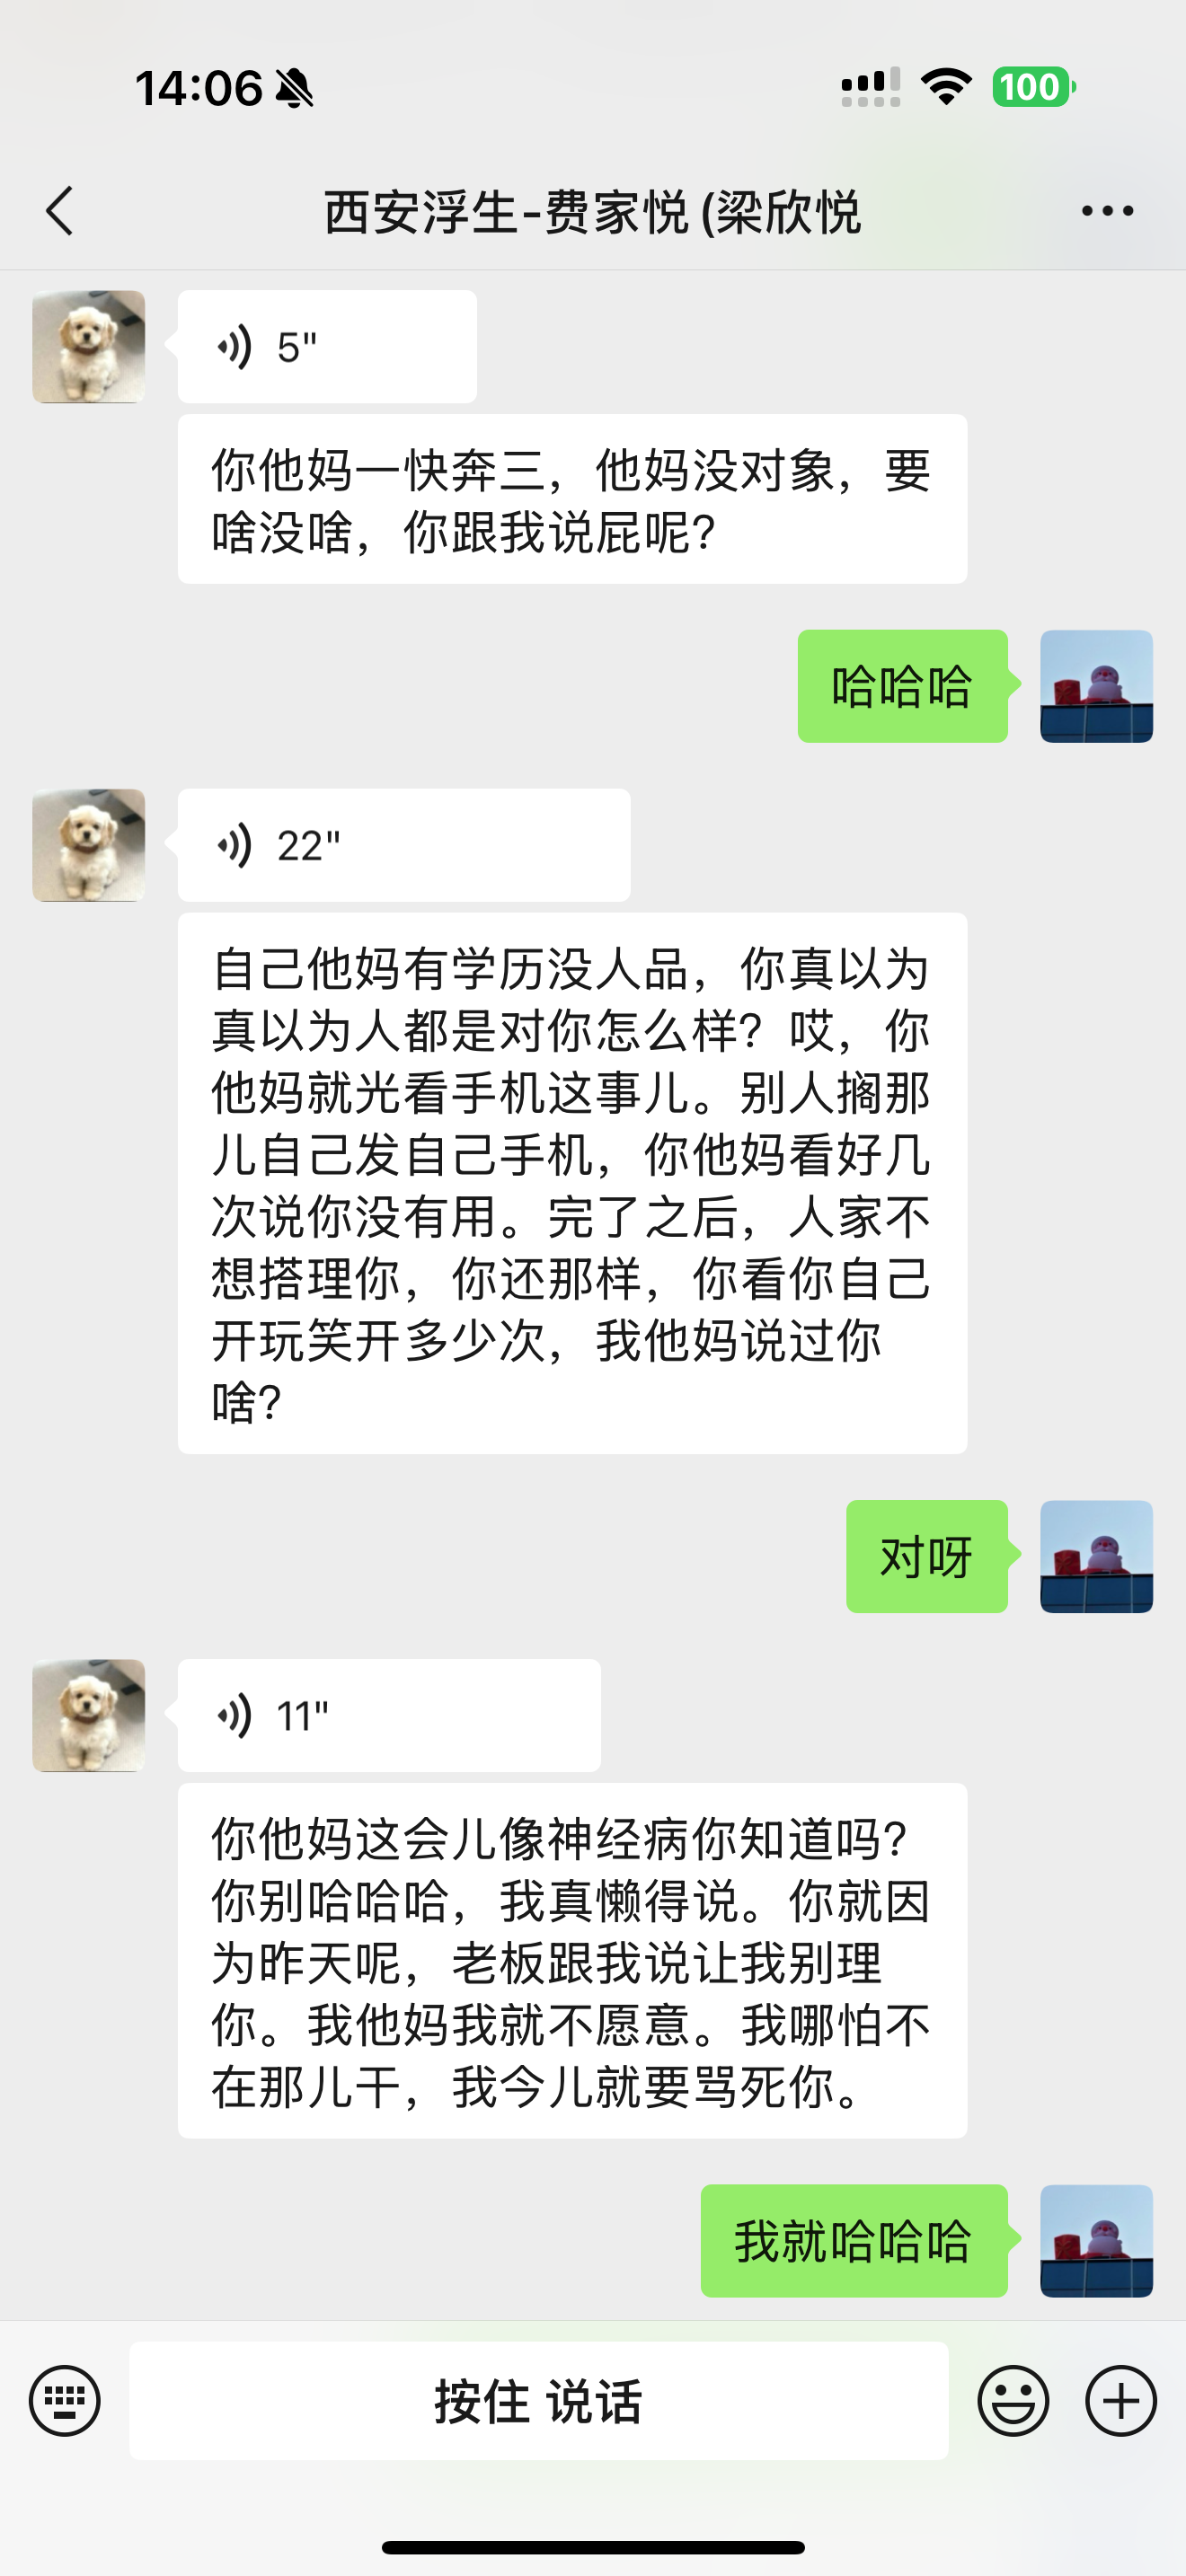 14:06
100
西安浮生-费家悦 (梁欣悦
5"
你他妈一快奔三，他妈没对象，要
啥没啥，你跟我说屁呢？
哈哈哈
22"
自己他妈有学历没人品，你真以为
真以为人都是对你怎么样？哎，你
他妈就光看手机这事儿。别人搁那
儿自己发自己手机，你他妈看好几
次说你没有用。完了之后，人家不
想搭理你，你还那样，你看你自己
开玩笑开多少次，我他妈说过你
啥？
对呀
11"
你他妈这会儿像神经病你知道吗？
你别哈哈哈，我真懒得说。你就因
为昨天呢，老板跟我说让我别理
你。我他妈我就不愿意。我哪怕不
在那儿干，我今儿就要骂死你。
我就哈哈哈
按住 说话